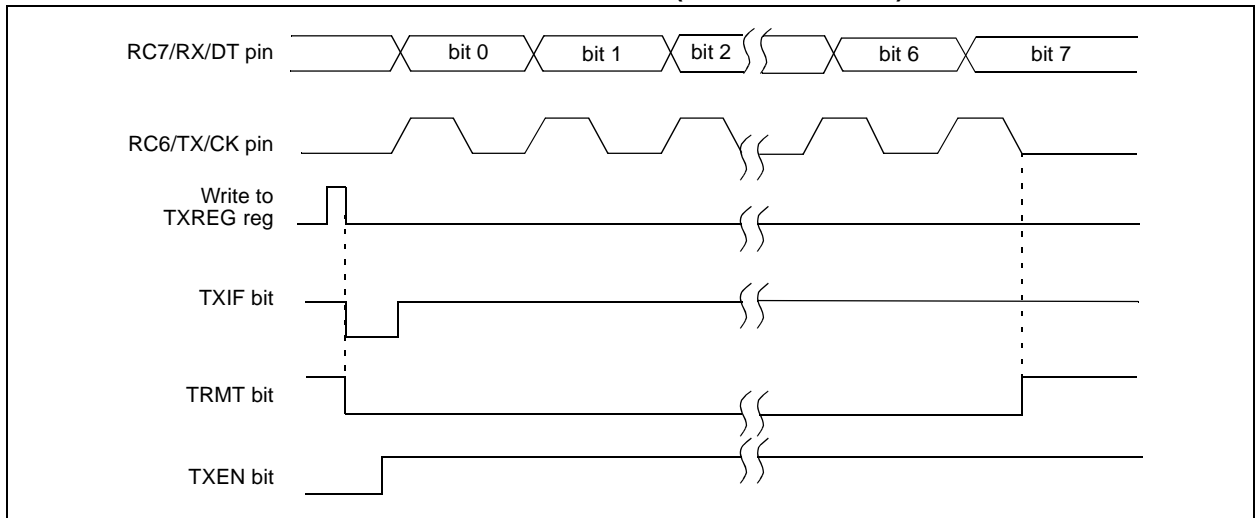 RC7/RX/DT pin
bit 0
bit 1
bit 2
bit 6
bit 7
RC6/TX/CK pin
Write to
TXREG reg
TXIF bit
TRMT bit
TXEN bit